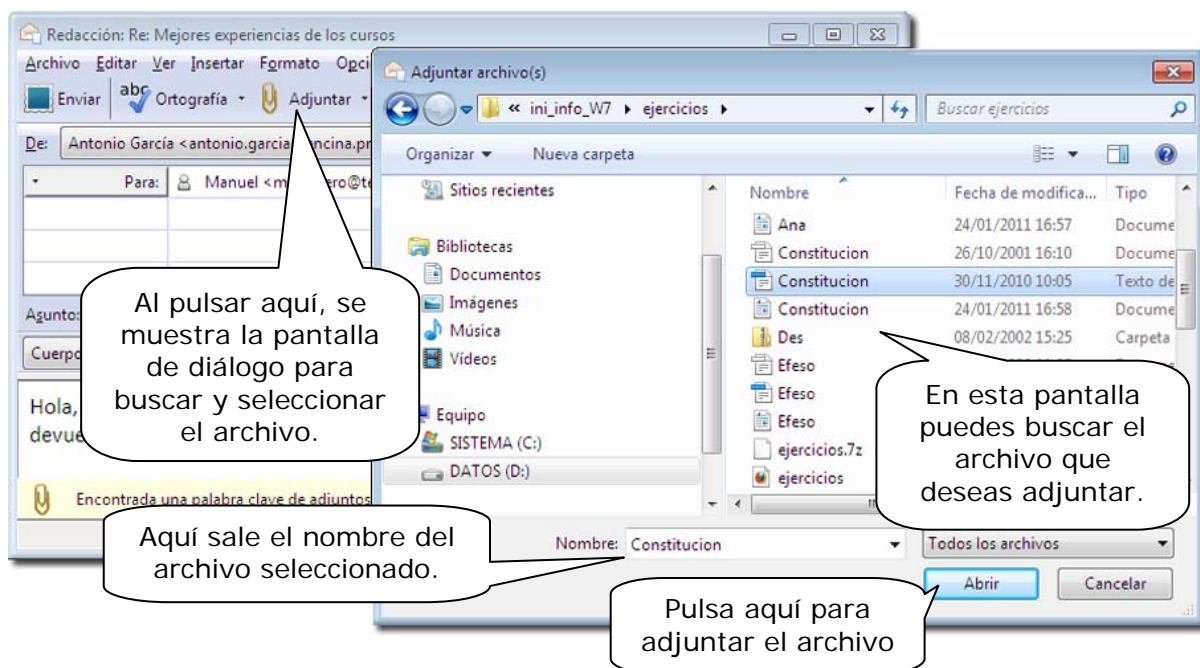 Redacción: Re: Mejores experiencias de los cursos
Archivo Editar Ver Insertar Formato Opci
Enviar Ortografía Adjuntar
De: Antonio García <antonio.garcia
Para: Manuel
Asunto:
Hola,
Encontrada una palabra clave de adjuntos
Adjuntar archivo(s)
« ini_info_W7 ejercicios
Buscar ejercicios
Organizar Nueva carpeta
Sitios recientes
Bibliotecas
Documentos
Imágenes
Música
Vídeos
Equipo
SISTEMA (C:)
DATOS (D:)
Nombre Fecha de modifica... Tipo
Ana 24/01/2011 16:57 Docume
Constitucion 26/10/2001 16:10 Docume
Constitucion 30/11/2010 10:05 Texto de
Constitucion 24/01/2011 16:58 Docume
Des 08/02/2002 15:25 Carpeta
Efeso
Efeso
Efeso
ejercicios.7z
ejercicios
Nombre: Constitucion
Todos los archivos
Abrir Cancelar
Al pulsar aquí, se
muestra la pantalla
de diálogo para
buscar y seleccionar
el archivo.
En esta pantalla
puedes buscar el
archivo que
deseas adjuntar.
Aquí sale el nombre del
archivo seleccionado.
Pulsa aquí para
adjuntar el archivo